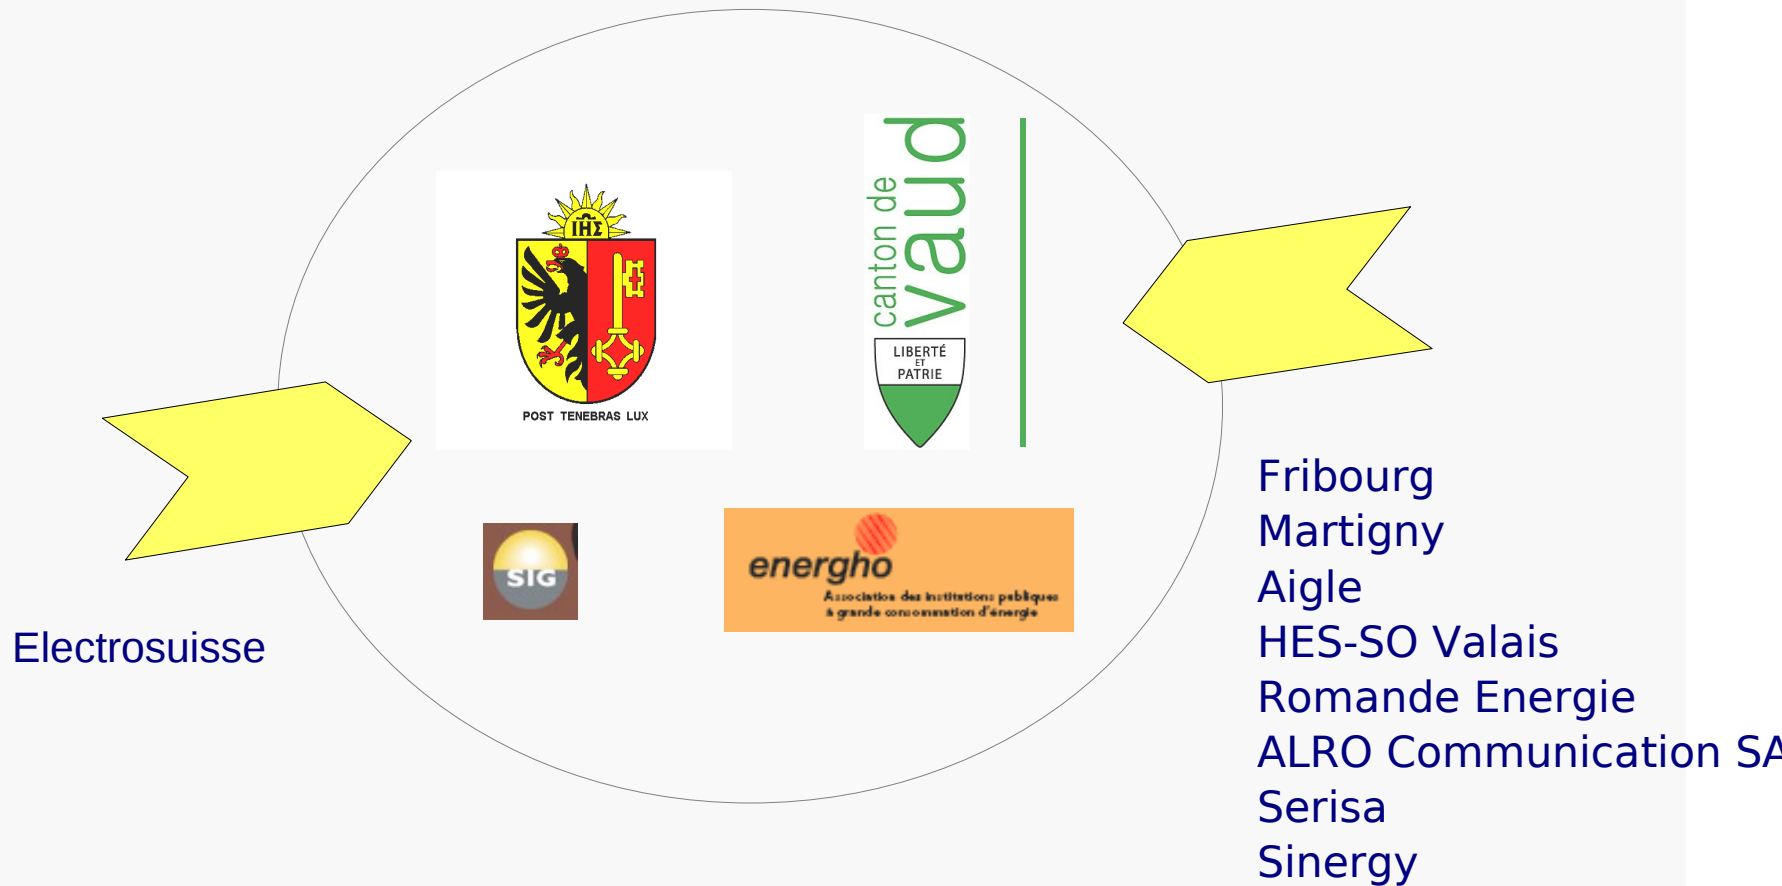 canton de
vaud
ΙΗΣ
LIBERTÉ
ET
PATRIE
POST TENEBRAS LUX
SIG
energho
Association des institutions publiques
à grande consommation d'énergie
Electrosuisse
Fribourg
Martigny
Aigle
HES-SO Valais
Romande Energie
ALRO Communication SA
Serisa
Sinergy